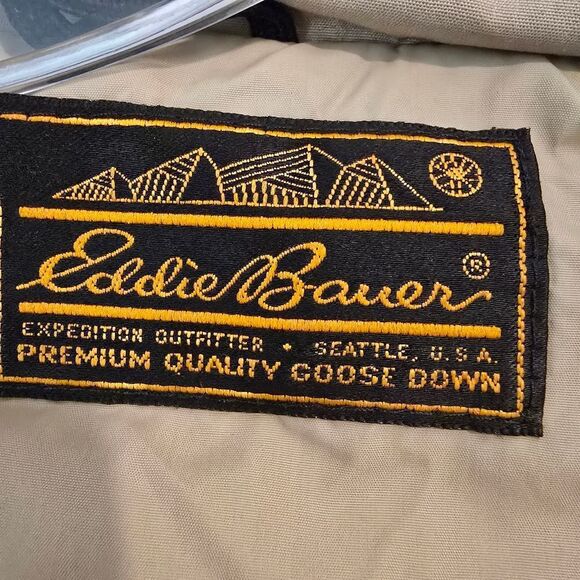 Eddie Bauer ®
EXPEDITION OUTFITTER • SEATTLE, U.S.A.
PREMIUM QUALITY GOOSE DOWN